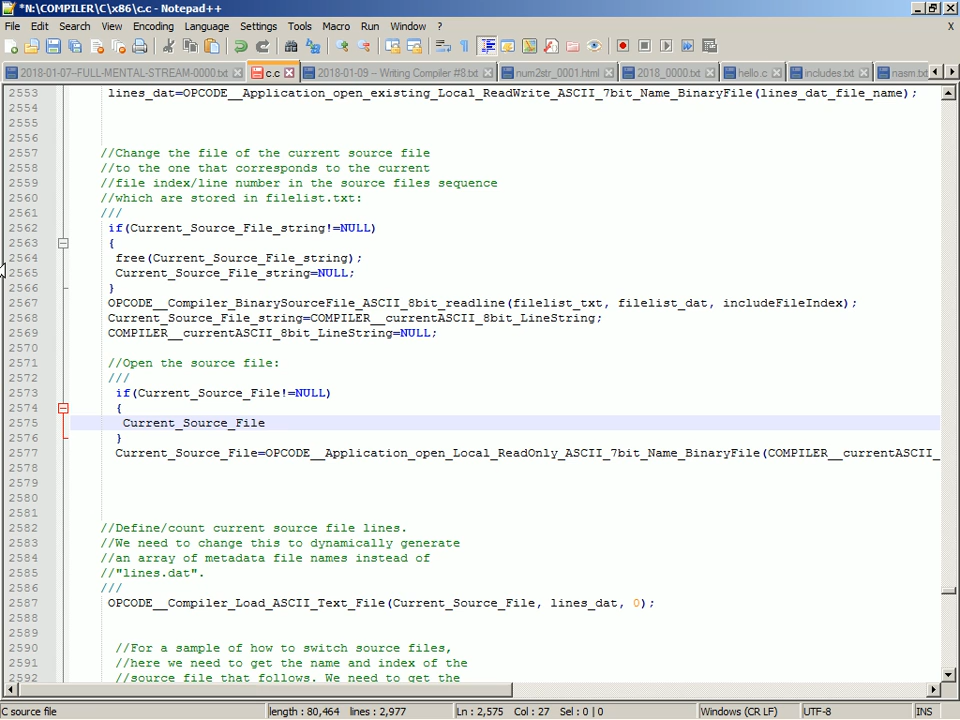 *N:\COMPILER\C\x86\c.c - Notepad++
File Edit Search View Encoding Language Settings Tools Macro Run Window ?
X
2018-01-07-FULL-MENTAL-STREAM-0000.txt c.c 2018-01-09 -- Writing Compiler #8.txt num2str_0001.html 2018_0000.txt hello.c includes.txt nasm.tx
2553 lines_dat=OPCODE__Application_open_existing_Local_ReadWrite_ASCII_7bit_Name_BinaryFile(lines_dat_file_name);
2554
2555
2556
2557 //Change the file of the current source file
2558 //to the one that corresponds to the current
2559 //file index/line number in the source files sequence
2560 //which are stored in filelist.txt:
2561 ///
2562 if(Current_Source_File_string!=NULL)
2563 {
2564 free(Current_Source_File_string);
2565 Current_Source_File_string=NULL;
2566 }
2567 OPCODE__Compiler_BinarySourceFile_ASCII_8bit_readline(filelist_txt, filelist_dat, includeFileIndex);
2568 Current_Source_File_string=COMPILER__currentASCII_8bit_LineString;
2569 COMPILER__currentASCII_8bit_LineString=NULL;
2570
2571 //Open the source file:
2572 ///
2573 if(Current_Source_File!=NULL)
2574 {
2575 Current_Source_File
2576 }
2577 Current_Source_File=OPCODE__Application_open_Local_ReadOnly_ASCII_7bit_Name_BinaryFile(COMPILER__currentASCII_
2578
2579
2580
2581
2582 //Define/count current source file lines.
2583 //We need to change this to dynamically generate
2584 //an array of metadata file names instead of
2585 //"lines.dat".
2586 ///
2587 OPCODE__Compiler_Load_ASCII_Text_File(Current_Source_File, lines_dat, 0);
2588
2589
2590 //For a sample of how to switch source files,
2591 //here we need to get the name and index of the
2592 //source file that follows. We need to get the
C source file length : 80,464 lines : 2,977 Ln : 2,575 Col : 27 Sel : 0 | 0 Windows (CR LF) UTF-8 INS